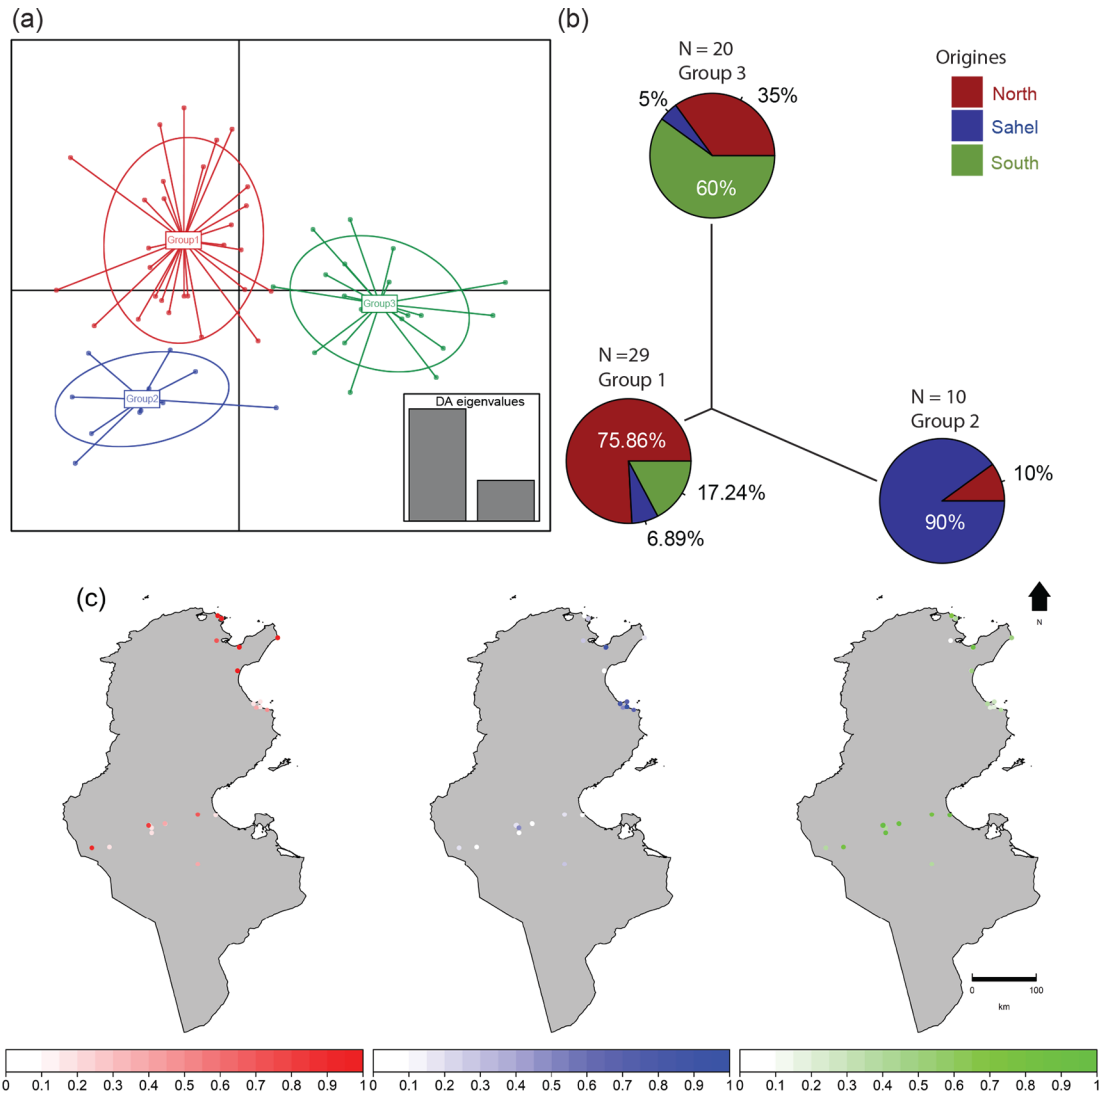 (a)
Group1
Group3
Group2
DA eigenvalues
(b)
N = 20
Group 3
5%
35%
60%
Origines
North
Sahel
South
N =29
Group 1
75.86%
17.24%
6.89%
N = 10
Group 2
10%
90%
(c)
N
0 100
km
0 0.1 0.2 0.3 0.4 0.5 0.6 0.7 0.8 0.9 1
0 0.1 0.2 0.3 0.4 0.5 0.6 0.7 0.8 0.9 1
0 0.1 0.2 0.3 0.4 0.5 0.6 0.7 0.8 0.9 1